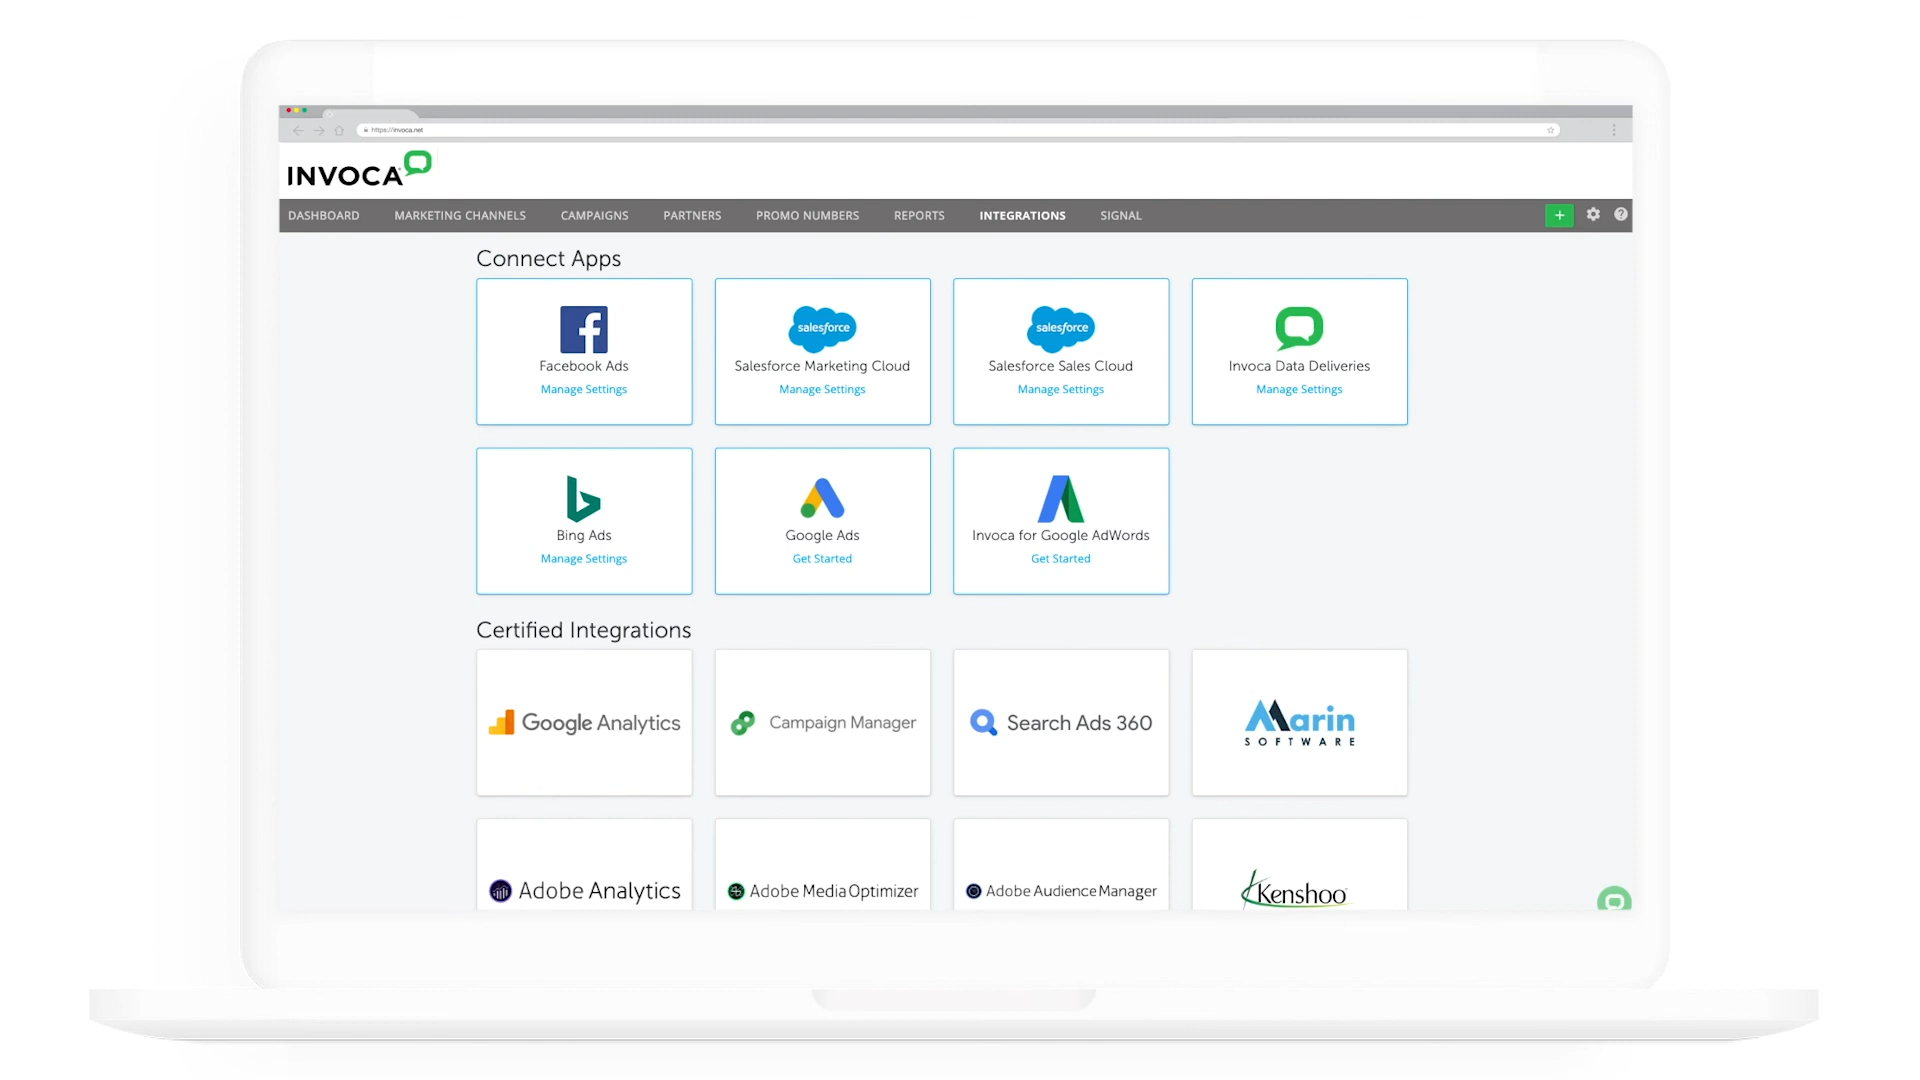 https://invoca.net
INVOCA
DASHBOARD MARKETING CHANNELS CAMPAIGNS PARTNERS PROMO NUMBERS REPORTS INTEGRATIONS SIGNAL + ?
Connect Apps
f salesforce salesforce
Facebook Ads Salesforce Marketing Cloud Salesforce Sales Cloud Invoca Data Deliveries
Manage Settings Manage Settings Manage Settings Manage Settings
Bing Ads Google Ads Invoca for Google AdWords
Manage Settings Get Started Get Started
Certified Integrations
Google Analytics Campaign Manager Search Ads 360 Marin
SOFTWARE
Adobe Analytics Adobe Media Optimizer Adobe Audience Manager Kenshoo